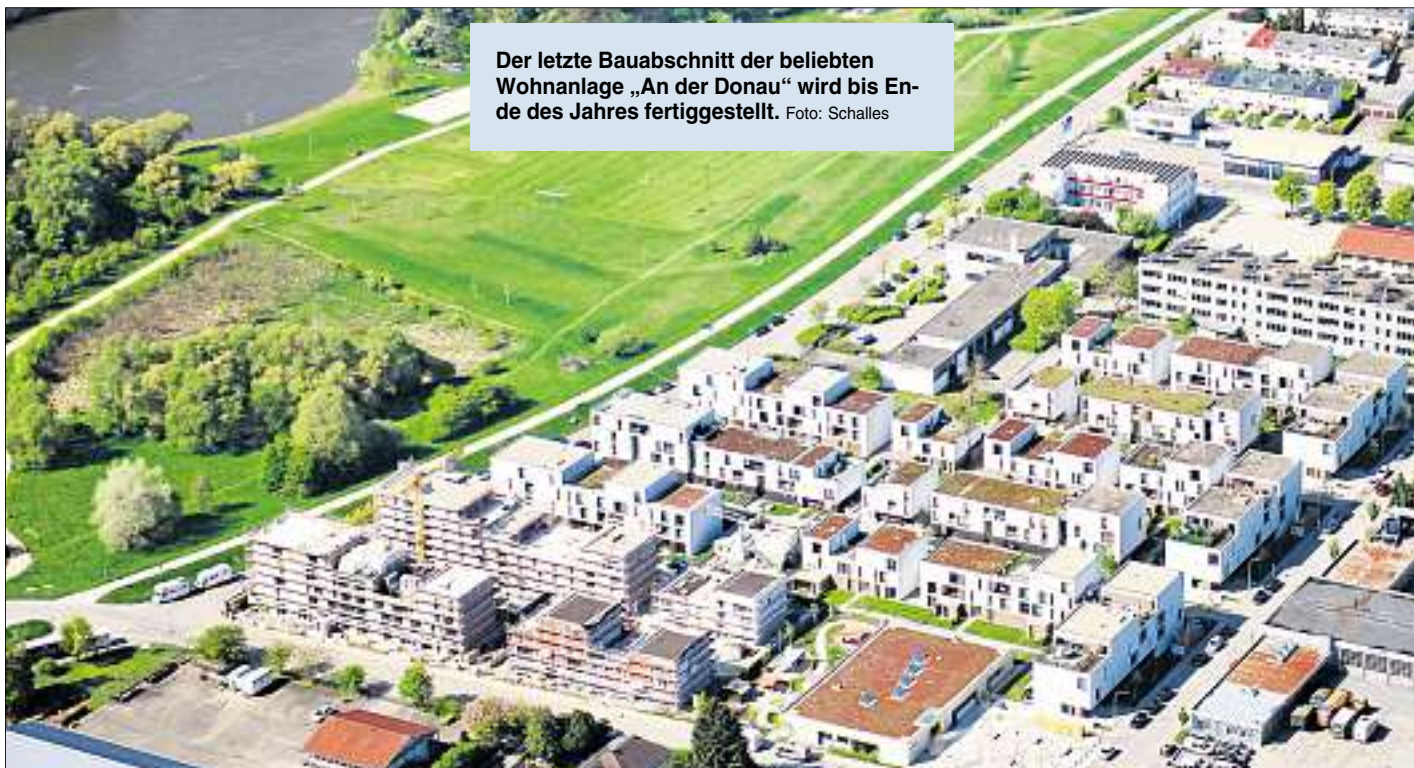 Der letzte Bauabschnitt der beliebten
Wohnanlage „An der Donau“ wird bis En-
de des Jahres fertiggestellt. Foto: Schalles